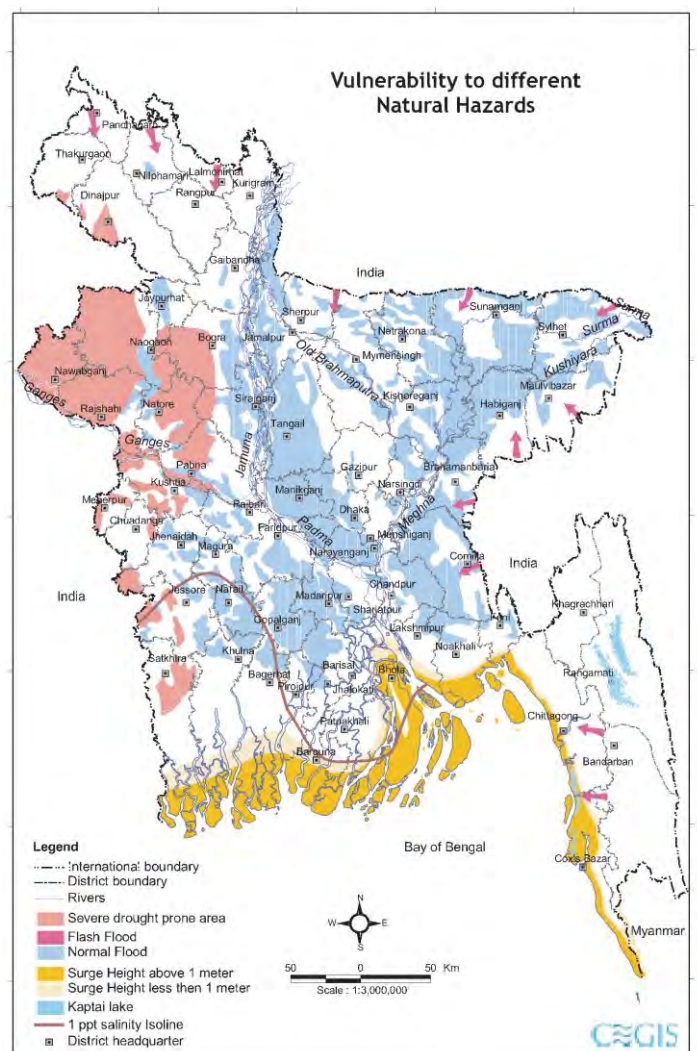 Vulnerability to different
Natural Hazards
Panchagarh
Thakurgaon
Nilphamari
Lalmonirhat
Kurigram
Dinajpur
Rangpur
Gaibandha
India
Joypurhat
Sherpur
Sunamganj
Surma
Naogaon
Bogra
Jamalpur
Netrakona
Sylhet
Surma
Old Brahmaputra
Mymensingh
Kushiyara
Nawabganj
Ganges
Rajshahi
Natore
Sirajganj
Kishoreganj
Maulvibazar
Habiganj
Tangail
Ganges
Jamuna
Pabna
Gazipur
Brahamanbaria
Kushtia
Manikganj
Narsingdi
Meherpur
Rajbari
Dhaka
Meghna
Chuadanga
Padma
Faridpur
Munshiganj
Jhenaidah
Magura
Narayanganj
Comilla
India
India
Chandpur
Jessore
Narail
Madaripur
Khagrachhari
Shariatpur
Gopalganj
Feni
Lakshmipur
Noakhali
Khulna
Satkhira
Barisal
Bhola
Rangamati
Bagerhat
Pirojpur
Jhalokati
Patuakhali
Chittagong
Bandarban
Barguna
Bay of Bengal
Cox's Bazar
Myanmar
Legend
International boundary
District boundary
Rivers
Severe drought prone area
Flash Flood
Normal Flood
Surge Height above 1 meter
Surge Height less then 1 meter
Kaptai lake
1 ppt salinity Isoline
District headquarter
N
W
E
S
50 0 50 Km
Scale : 1:3,000,000
CEGIS